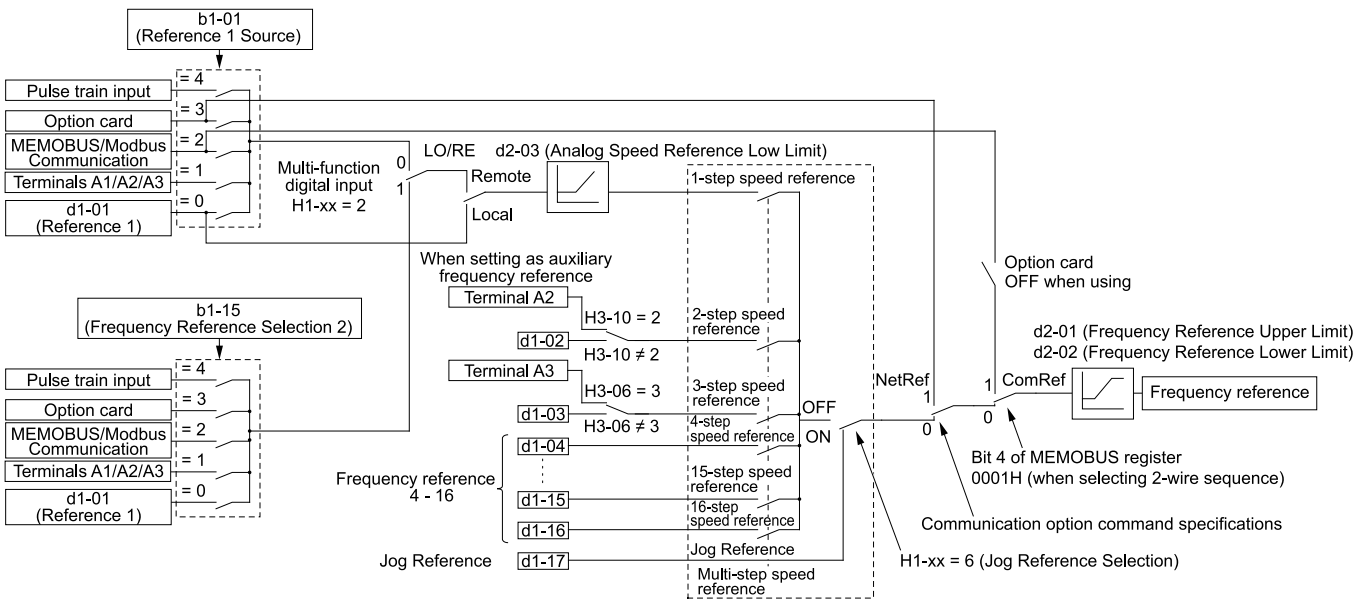 b1-01
(Reference 1 Source)
= 4
Pulse train input
= 3
Option card
= 2
MEMOBUS/Modbus
Communication
= 1
Terminals A1/A2/A3
= 0
d1-01
(Reference 1)
Multi-function
digital input
H1-xx = 2
0
1
LO/RE
Remote
Local
d2-03 (Analog Speed Reference Low Limit)
1-step speed reference
When setting as auxiliary
frequency reference
Terminal A2
H3-10 = 2
d1-02
H3-10 ≠ 2
2-step speed
reference
Terminal A3
H3-06 = 3
d1-03
H3-06 ≠ 3
3-step speed
reference
4-step
speed reference
d1-04
Frequency reference
4 - 16
d1-15
15-step speed
reference
d1-16
16-step
speed reference
Jog Reference
d1-17
Jog Reference
Multi-step speed
reference
b1-15
(Frequency Reference Selection 2)
= 4
Pulse train input
= 3
Option card
= 2
MEMOBUS/Modbus
Communication
= 1
Terminals A1/A2/A3
= 0
d1-01
(Reference 1)
OFF
ON
NetRef
1
0
Option card
OFF when using
1
0
ComRef
d2-01 (Frequency Reference Upper Limit)
d2-02 (Frequency Reference Lower Limit)
Frequency reference
Bit 4 of MEMOBUS register
0001H (when selecting 2-wire sequence)
Communication option command specifications
H1-xx = 6 (Jog Reference Selection)